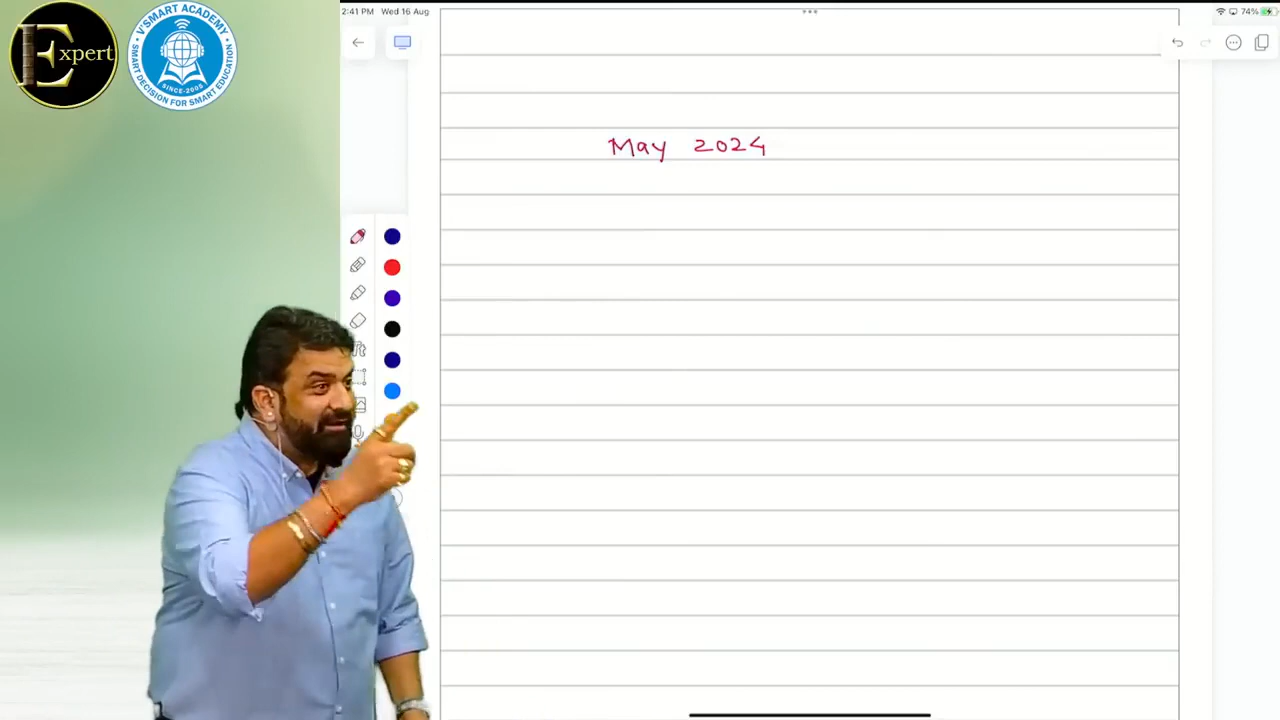 Expert
V'SMART ACADEMY
SMART DECISION FOR SMART EDUCATION
SINCE-2005
2:41 PM Wed 16 Aug
74%
May 2024